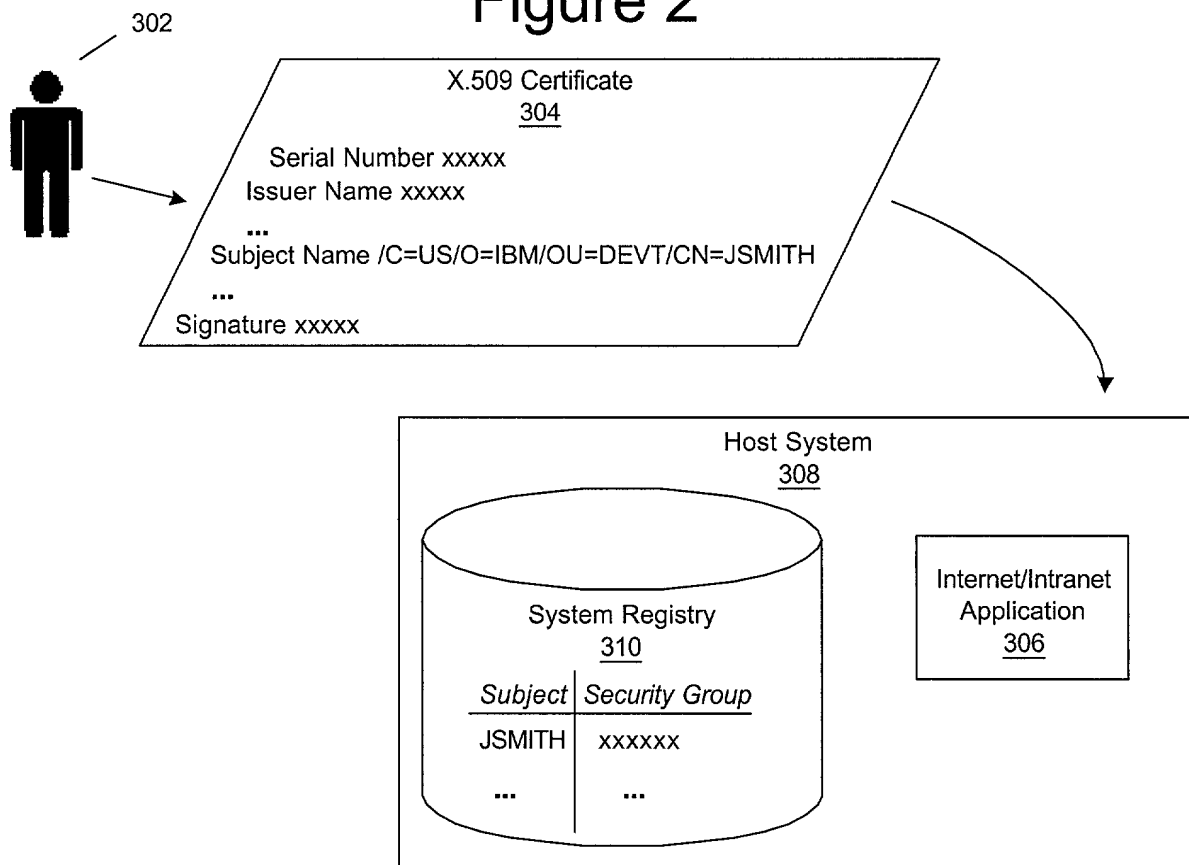 Figure 2
302
X.509 Certificate
304
Serial Number xxxxx
Issuer Name xxxxx
...
Subject Name /C=US/O=IBM/OU=DEVT/CN=JSMITH
...
Signature xxxxx
Host System
308
System Registry
310
Subject Security Group
JSMITH xxxxxx
... ...
Internet/Intranet
Application
306